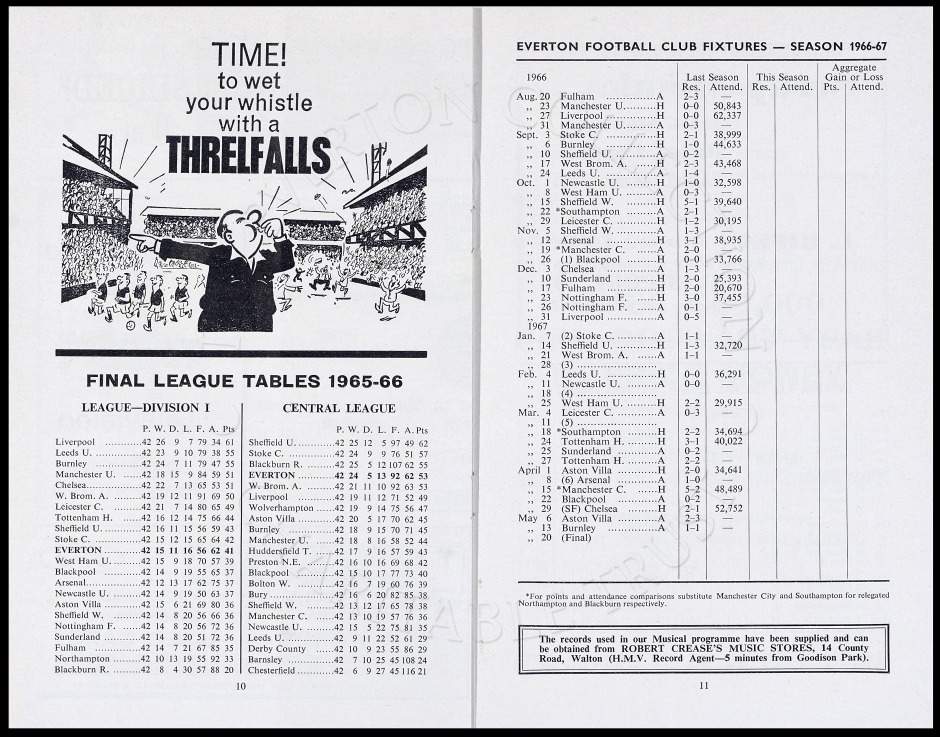 TIME!
to wet
your whistle
with a
THRELFALLS
FINAL LEAGUE TABLES 1965-66
LEAGUE—DIVISION I
P. W. D. L. F. A. Pts
Liverpool ............42 26 9 7 79 34 61
Leeds U. ............42 23 9 10 79 38 55
Burnley ............42 24 7 11 79 47 55
Manchester U. ......42 18 15 9 84 59 51
Chelsea...............42 22 7 13 65 53 51
W. Brom. A. ......42 19 12 11 91 69 50
Leicester C. .........42 21 7 14 80 65 49
Tottenham H. ......42 16 12 14 75 66 44
Sheffield U. .........42 16 11 15 56 59 43
Stoke C. ............42 15 12 15 65 64 42
EVERTON .........42 15 11 16 56 62 41
West Ham U. ......42 15 9 18 70 57 39
Blackpool .........42 14 9 19 55 65 37
Arsenal...............42 12 13 17 62 75 37
Newcastle U. ......42 14 9 19 50 63 37
Aston Villa .........42 15 6 21 69 80 36
Sheffield W. ......42 14 8 20 56 66 36
Nottingham F. ...42 14 8 20 56 72 36
Sunderland .........42 14 8 20 51 72 36
Fulham ............42 14 7 21 67 85 35
Northampton ......42 10 13 19 55 92 33
Blackburn R. ......42 8 4 30 57 88 20
CENTRAL LEAGUE
P. W. D. L. F. A. Pts
Sheffield U. .........42 25 12 5 97 49 62
Stoke C. ............42 24 9 9 76 51 57
Blackburn R. ......42 25 5 12 107 62 55
EVERTON .........42 24 5 13 92 62 53
W. Brom. A. ......42 21 11 10 92 63 53
Liverpool .........42 19 11 12 71 52 49
Wolverhampton ...42 19 9 14 75 56 47
Aston Villa .........42 20 5 17 70 62 45
Burnley ............42 18 9 15 70 71 45
Manchester U. ...42 18 8 16 58 52 44
Huddersfield T. ...42 17 9 16 57 59 43
Preston N.E. ......42 16 10 16 69 68 42
Blackpool .........42 15 10 17 77 73 40
Bolton W. .........42 16 7 19 60 76 39
Bury ..................42 16 6 20 82 85 38
Sheffield W. ......42 13 12 17 65 78 38
Manchester C. ...42 13 10 19 57 76 36
Newcastle U. ......42 15 5 22 75 81 35
Leeds U. ............42 9 11 22 52 61 29
Derby County ...42 10 9 23 55 86 29
Barnsley ............42 7 10 25 45 108 24
Chesterfield .........42 6 9 27 45 116 21
10
EVERTON FOOTBALL CLUB FIXTURES — SEASON 1966-67
1966 Last Season This Season Aggregate Gain or Loss
Res. Attend. Res. Attend. Pts. Attend.
Aug. 20 Fulham ...............A 2–3 —
,, 23 Manchester U.........H 0–0 50,843
,, 27 Liverpool ............H 0–0 62,337
,, 31 Manchester U.........A 0–3 —
Sept. 3 Stoke C. ............H 2–1 38,999
,, 6 Burnley ............H 1–0 44,633
,, 10 Sheffield U. .........A 0–2 —
,, 17 West Brom. A. ......H 2–3 43,468
,, 24 Leeds U. ............A 1–4 —
Oct. 1 Newcastle U. ......H 1–0 32,598
,, 8 West Ham U. ......A 0–3 —
,, 15 Sheffield W. .........H 5–1 39,640
,, 22 *Southampton ......A 2–1 —
,, 29 Leicester C. .........H 1–2 30,195
Nov. 5 Sheffield W. .........A 1–3 —
,, 12 Arsenal ............H 3–1 38,935
,, 19 *Manchester C. ......A 2–0 —
,, 26 (1) Blackpool ......H 0–0 33,766
Dec. 3 Chelsea ............A 1–3 —
,, 10 Sunderland .........H 2–0 25,393
,, 17 Fulham ............H 2–0 20,670
,, 23 Nottingham F. ......H 3–0 37,455
,, 26 Nottingham F. ......A 0–1 —
,, 31 Liverpool ............A 0–5 —
1967
Jan. 7 (2) Stoke C. .........A 1–1 —
,, 14 Sheffield U. .........H 1–3 32,720
,, 21 West Brom. A. ......A 1–1 —
,, 28 (3) .....................
Feb. 4 Leeds U. ............H 0–0 36,291
,, 11 Newcastle U. ......A 0–0 —
,, 18 (4) .....................
,, 25 West Ham U. ......H 2–2 29,915
Mar. 4 Leicester C. .........A 0–3 —
,, 11 (5) .....................
,, 18 *Southampton ......H 2–2 34,694
,, 24 Tottenham H. ......H 3–1 40,022
,, 25 Sunderland .........A 0–2 —
,, 27 Tottenham H. ......A 2–2 —
April 1 Aston Villa .........H 2–0 34,641
,, 8 (6) Arsenal .........A 1–0 —
,, 15 *Manchester C. ......H 5–2 48,489
,, 22 Blackpool .........A 0–2 —
,, 29 (SF) Chelsea ......H 2–1 52,752
May 6 Aston Villa .........A 2–3 —
,, 13 Burnley ............A 1–1 —
,, 20 (Final)
*For points and attendance comparisons substitute Manchester City and Southampton for relegated
Northampton and Blackburn respectively.
The records used in our Musical programme have been supplied and can
be obtained from ROBERT CREASE'S MUSIC STORES, 14 County
Road, Walton (H.M.V. Record Agent—5 minutes from Goodison Park).
11